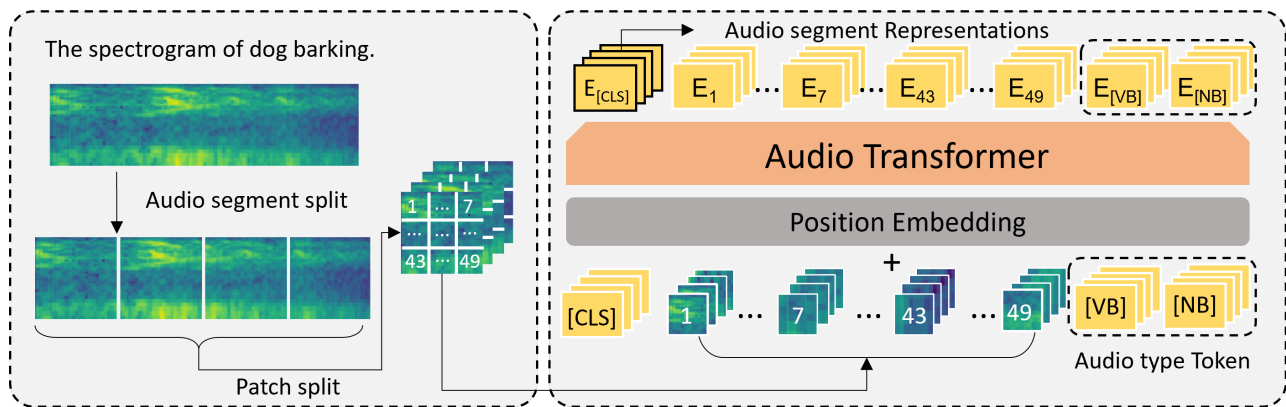 The spectrogram of dog barking.
Audio segment split
1 ... 7
... ... ...
43 ... 49
Patch split
Audio segment Representations
E[CLS] E1 ... E7 ... E43 ... E49 E[VB] E[NB]
Audio Transformer
Position Embedding
+
[CLS] 1 ... 7 ... 43 ... 49 [VB] [NB]
Audio type Token